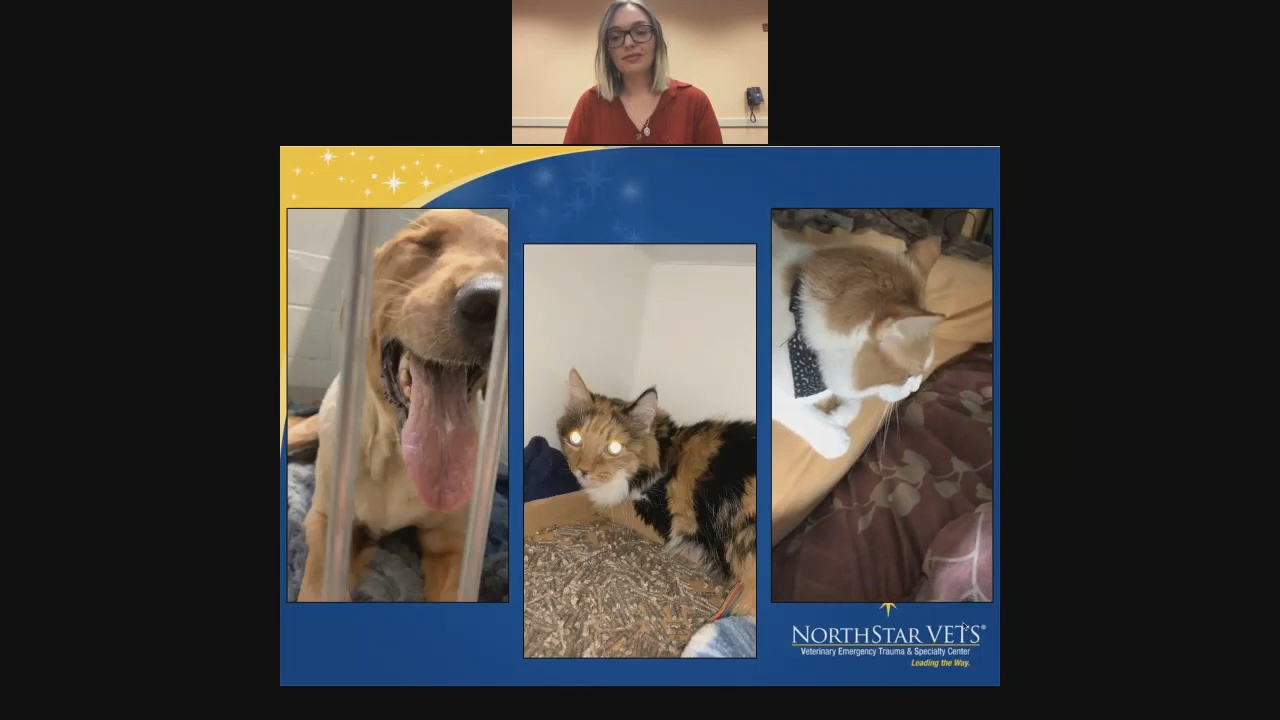 NORTHSTAR VETS®
Veterinary Emergency Trauma & Specialty Center
Leading the Way.